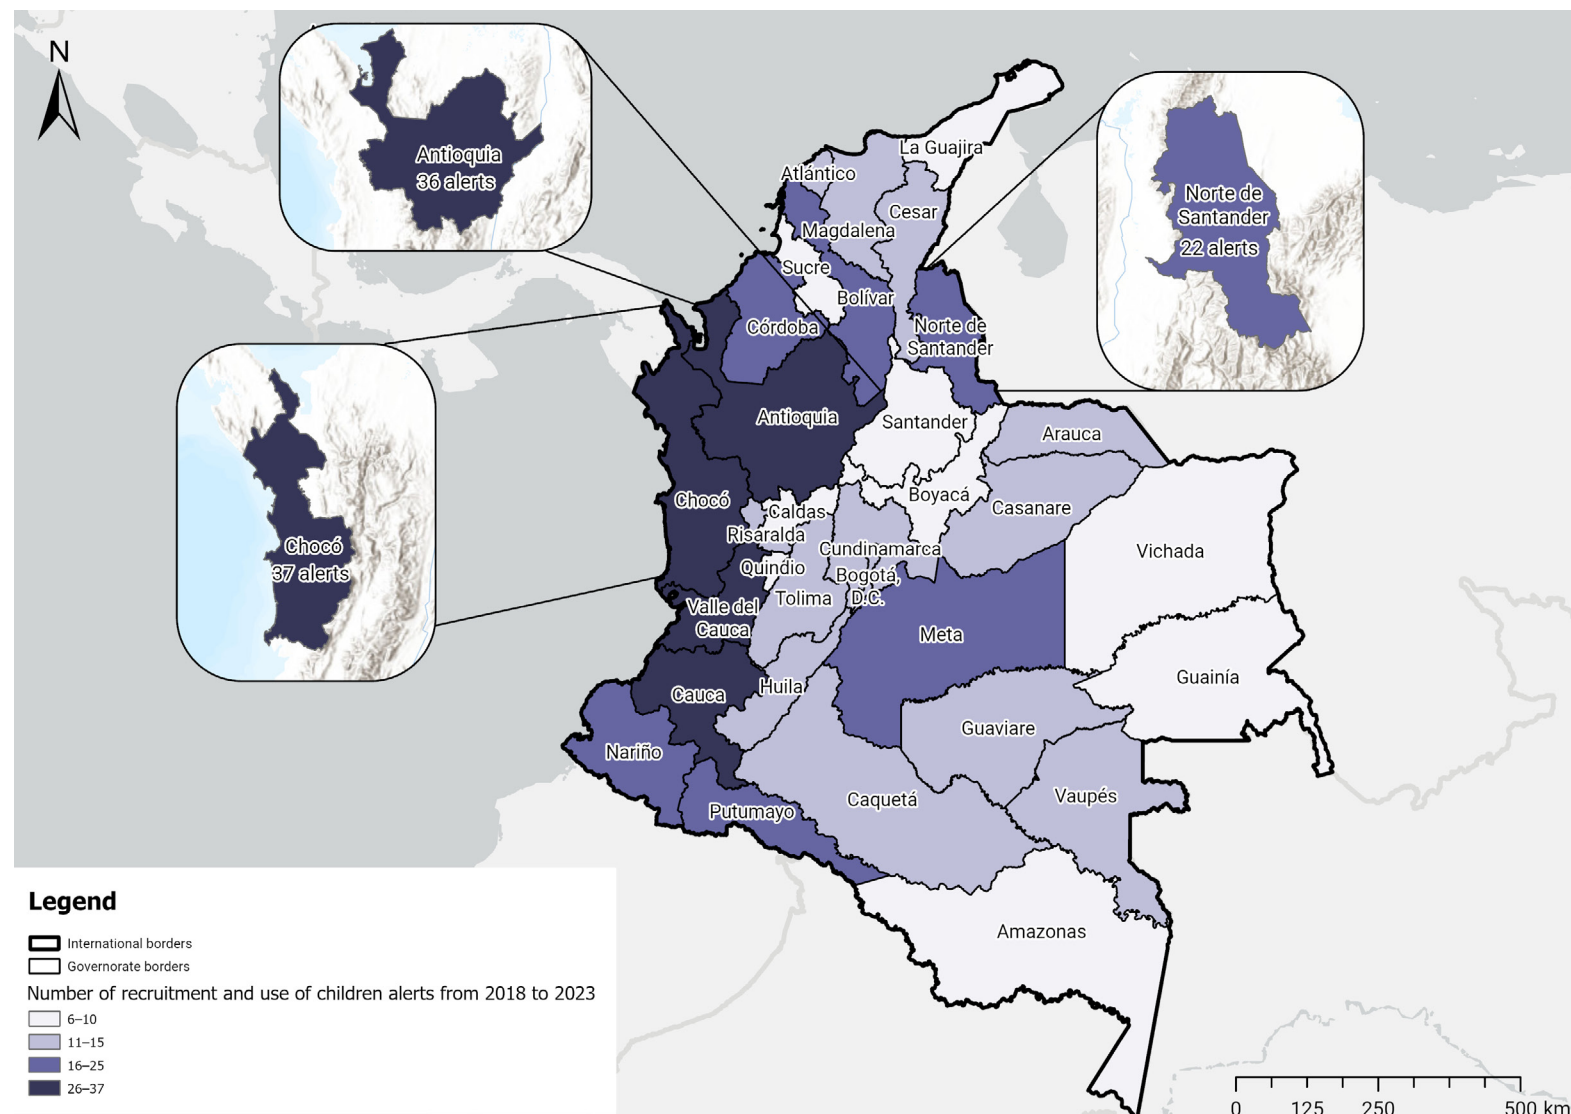 N
Antioquia
36 alerts
Norte de
Santander
22 alerts
Chocó
37 alerts
La Guajira
Atlántico
Cesar
Magdalena
Sucre
Bolívar
Córdoba
Norte de
Santander
Antioquia
Santander
Arauca
Chocó
Boyacá
Caldas
Casanare
Risaralda
Cundinamarca
Vichada
Quindío
Bogotá,
D.C.
Tolima
Valle del
Cauca
Meta
Guainía
Huila
Cauca
Guaviare
Nariño
Caquetá
Vaupés
Putumayo
Amazonas
Legend
International borders
Governorate borders
Number of recruitment and use of children alerts from 2018 to 2023
6–10
11–15
16–25
26–37
0 125 250 500 km